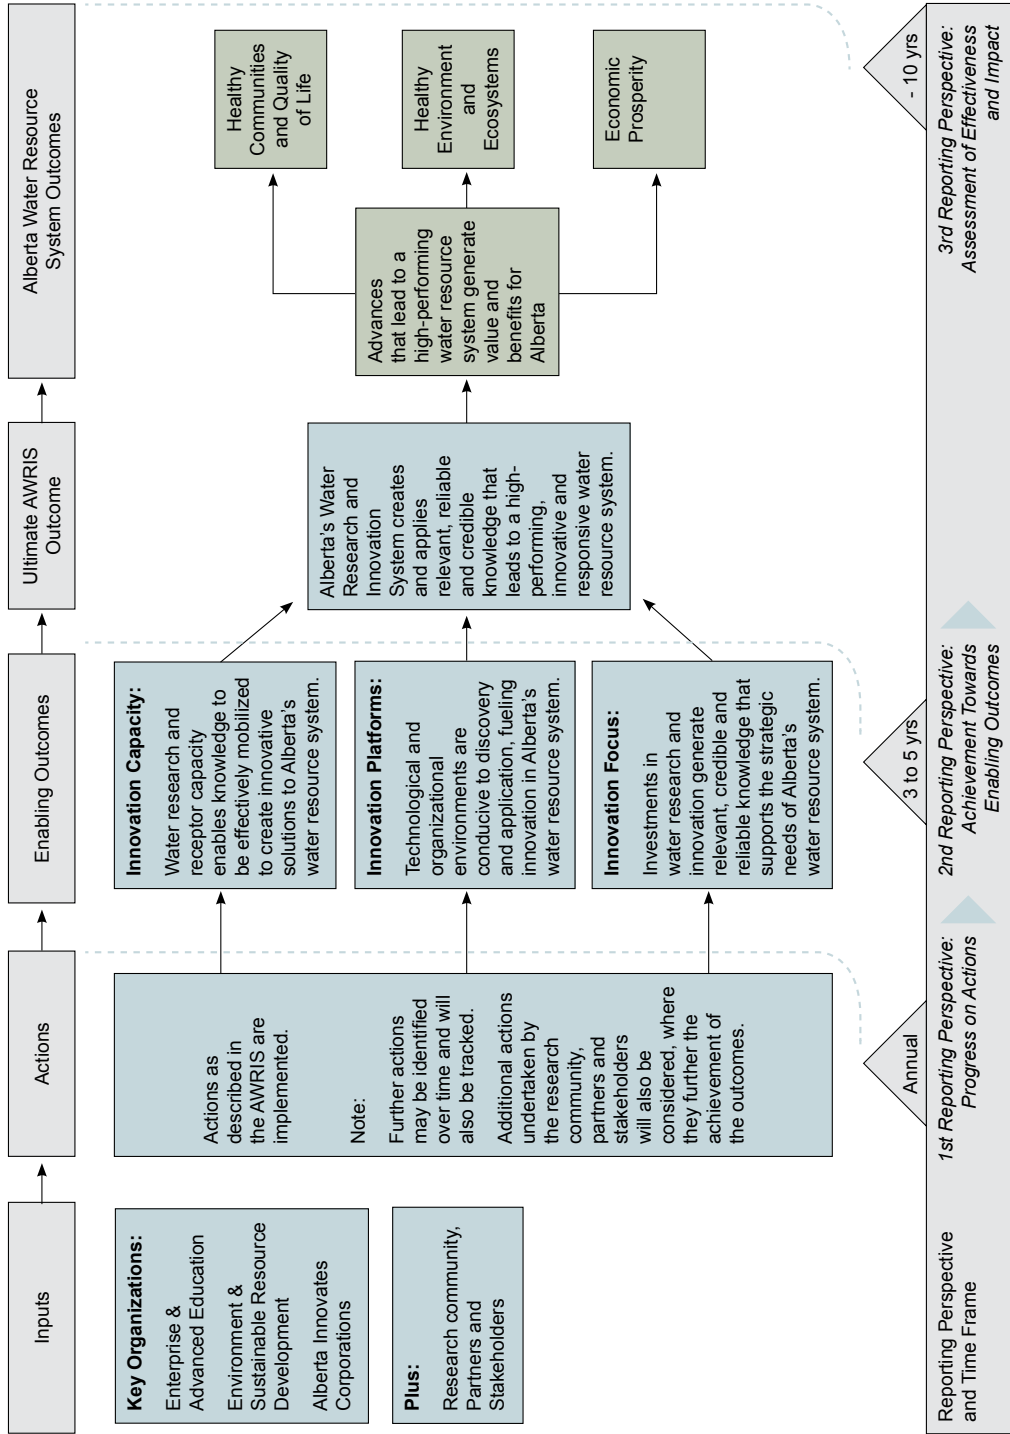 Inputs
Actions
Enabling Outcomes
Ultimate AWRIS
Outcome
Alberta Water Resource
System Outcomes
Key Organizations:
Enterprise &
Advanced Education
Environment &
Sustainable Resource
Development
Alberta Innovates
Corporations
Plus:
Research community,
Partners and
Stakeholders
Actions as
described in
the AWRIS are
implemented.
Note:
Further actions
may be identified
over time and will
also be tracked.
Additional actions
undertaken by
the research
community,
partners and
stakeholders
will also be
considered, where
they further the
achievement of
the outcomes.
Innovation Capacity:
Water research and
receptor capacity
enables knowledge to
be effectively mobilized
to create innovative
solutions to Alberta's
water resource system.
Innovation Platforms:
Technological and
organizational
environments are
conducive to discovery
and application, fueling
innovation in Alberta's
water resource system.
Innovation Focus:
Investments in
water research and
innovation generate
relevant, credible and
reliable knowledge that
supports the strategic
needs of Alberta's
water resource system.
Alberta's Water
Research and
Innovation
System creates
and applies
relevant, reliable
and credible
knowledge that
leads to a high-
performing,
innovative and
responsive water
resource system.
Advances
that lead to a
high-performing
water resource
system generate
value and
benefits for
Alberta
Healthy
Communities
and Quality
of Life
Healthy
Environment
and
Ecosystems
Economic
Prosperity
Annual
3 to 5 yrs
- 10 yrs
Reporting Perspective
and Time Frame
1st Reporting Perspective:
Progress on Actions
2nd Reporting Perspective:
Achievement Towards
Enabling Outcomes
3rd Reporting Perspective:
Assessment of Effectiveness
and Impact